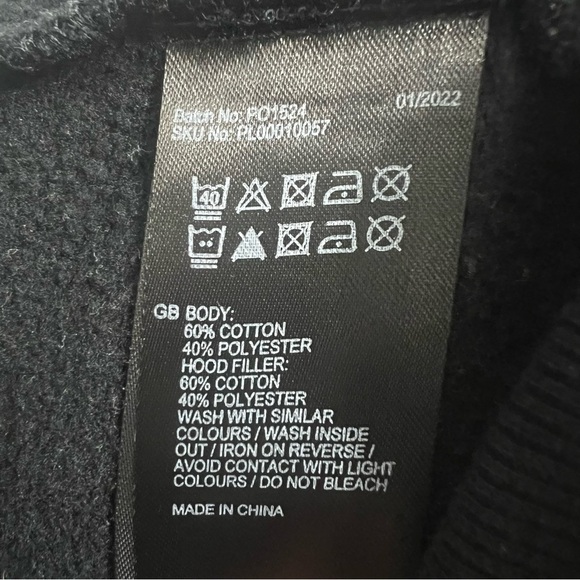 Batch No: PO1524 01/2022
SKU No: PL00010057
40
GB BODY:
60% COTTON
40% POLYESTER
HOOD FILLER:
60% COTTON
40% POLYESTER
WASH WITH SIMILAR
COLOURS / WASH INSIDE
OUT / IRON ON REVERSE /
AVOID CONTACT WITH LIGHT
COLOURS / DO NOT BLEACH
MADE IN CHINA